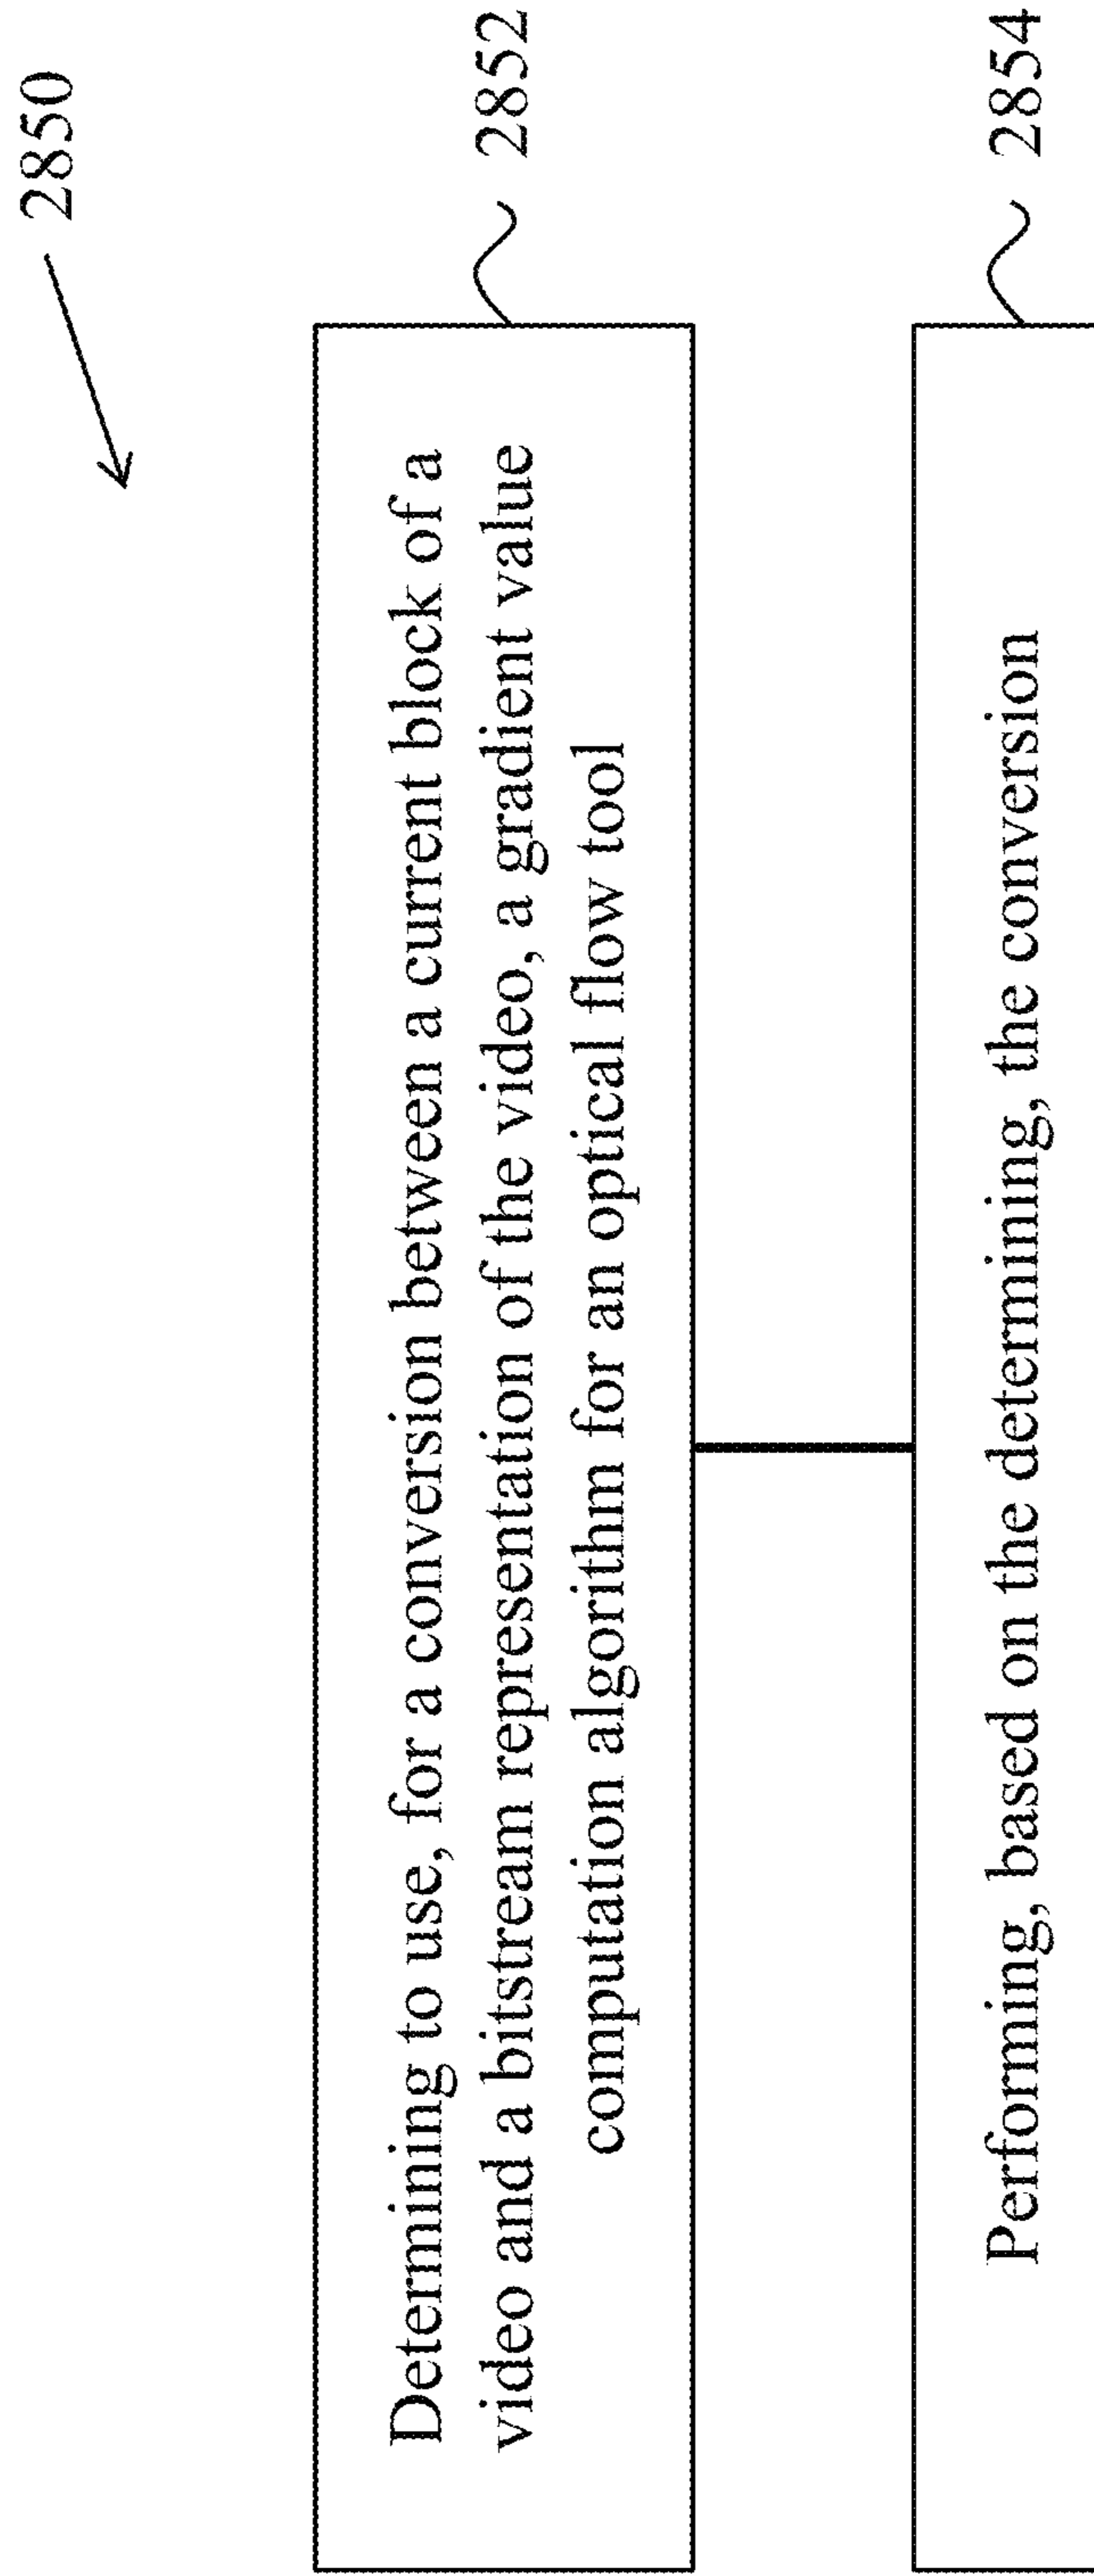 2850
Determining to use, for a conversion between a current block of a
video and a bitstream representation of the video, a gradient value
computation algorithm for an optical flow tool
2852
Performing, based on the determining, the conversion
2854